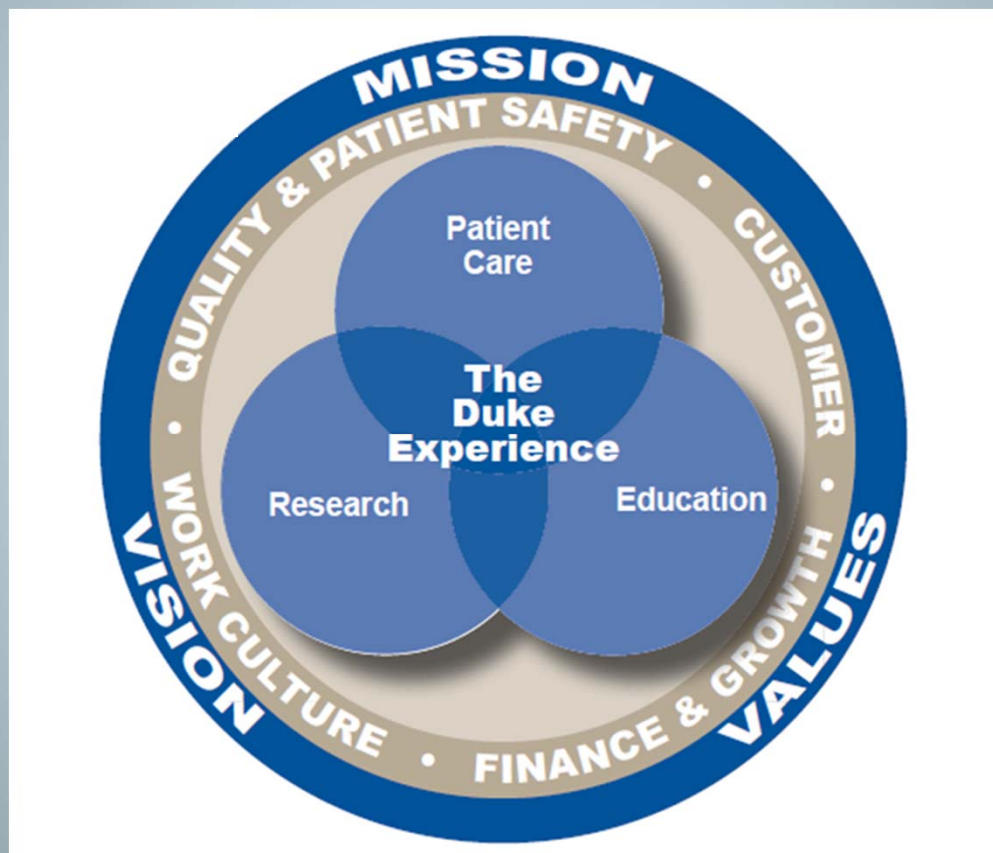 MISSION
QUALITY & PATIENT SAFETY • CUSTOMER • FINANCE & GROWTH • WORK CULTURE •
Patient
Care
The
Duke
Experience
Research
Education
VISION
VALUES